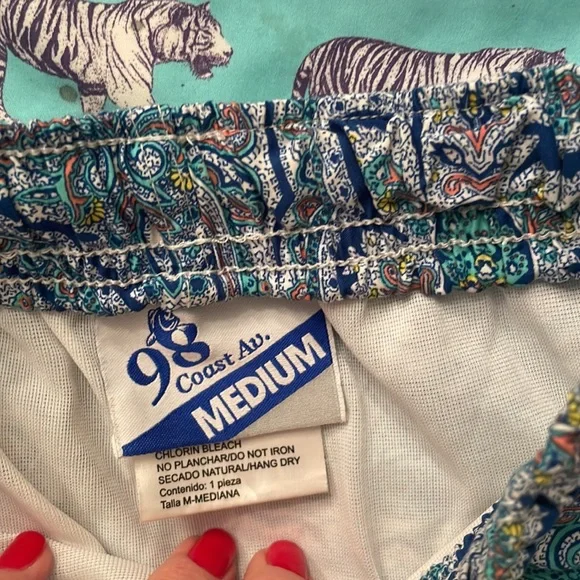 98
Coast Av.
MEDIUM
CHLORIN BLEACH
NO PLANCHAR/DO NOT IRON
SECADO NATURAL/HANG DRY
Contenido: 1 pieza
Talla M-MEDIANA